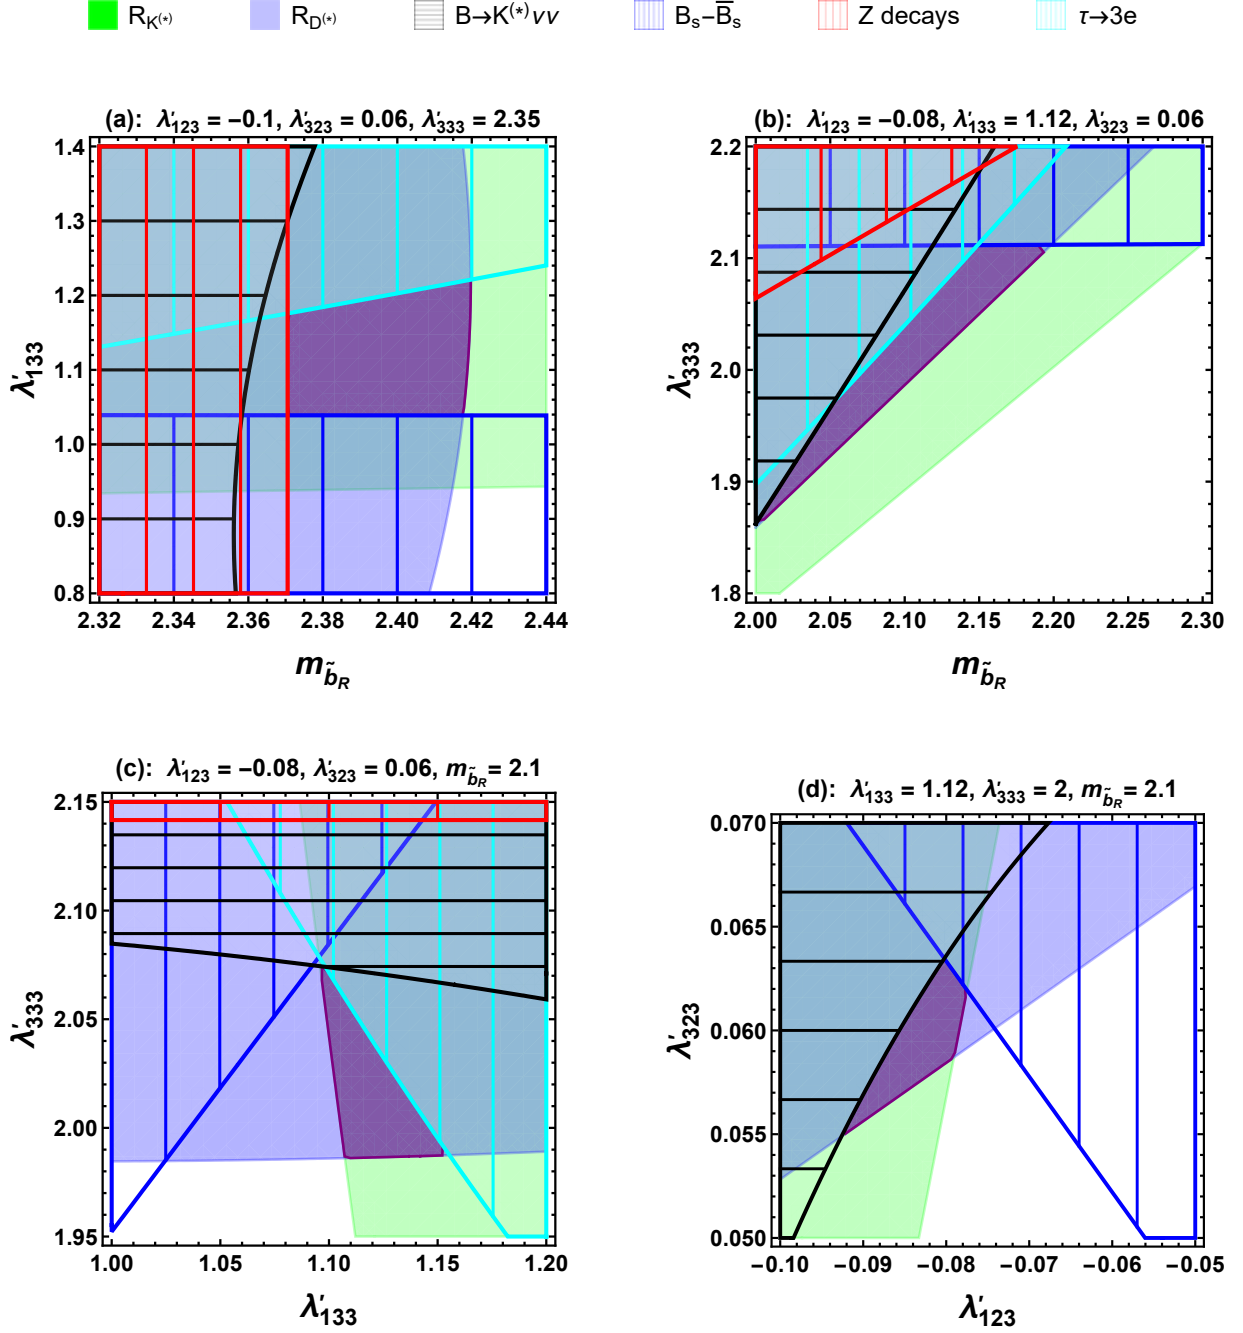 R_K(*) R_D(*) B→K(*)νν B_s−B̅_s Z decays τ→3e
(a): λ′123 = −0.1, λ′323 = 0.06, λ′333 = 2.35
1.4
1.3
1.2
1.1
1.0
0.9
0.8
λ′133
2.32 2.34 2.36 2.38 2.40 2.42 2.44
m b̃_R
(b): λ′123 = −0.08, λ′133 = 1.12, λ′323 = 0.06
2.2
2.1
2.0
1.9
1.8
λ′333
2.00 2.05 2.10 2.15 2.20 2.25 2.30
m b̃_R
(c): λ′123 = −0.08, λ′323 = 0.06, m b̃_R = 2.1
2.15
2.10
2.05
2.00
1.95
λ′333
1.00 1.05 1.10 1.15 1.20
λ′133
(d): λ′133 = 1.12, λ′333 = 2, m b̃_R = 2.1
0.070
0.065
0.060
0.055
0.050
λ′323
−0.10 −0.09 −0.08 −0.07 −0.06 −0.05
λ′123